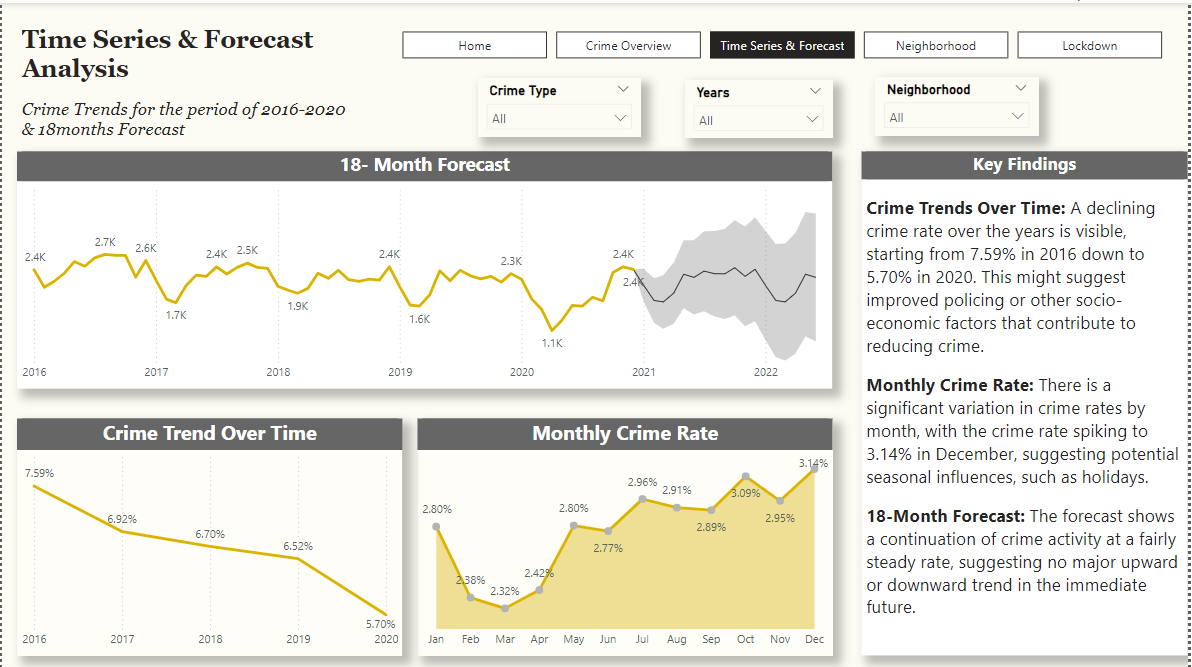 Time Series & Forecast
Analysis
Crime Trends for the period of 2016-2020
& 18months Forecast
Home
Crime Overview
Time Series & Forecast
Neighborhood
Lockdown
Crime Type
All
Years
All
Neighborhood
All
18- Month Forecast
2.4K
2.7K
2.6K
1.7K
2.4K
2.5K
1.9K
2.4K
1.6K
2.3K
1.1K
2.4K
2.4K
2016
2017
2018
2019
2020
2021
2022
Crime Trend Over Time
7.59%
6.92%
6.70%
6.52%
5.70%
2016
2017
2018
2019
2020
Monthly Crime Rate
2.80%
2.38%
2.32%
2.42%
2.80%
2.77%
2.96%
2.91%
2.89%
3.09%
2.95%
3.14%
Jan
Feb
Mar
Apr
May
Jun
Jul
Aug
Sep
Oct
Nov
Dec
Key Findings
Crime Trends Over Time: A declining
crime rate over the years is visible,
starting from 7.59% in 2016 down to
5.70% in 2020. This might suggest
improved policing or other socio-
economic factors that contribute to
reducing crime.
Monthly Crime Rate: There is a
significant variation in crime rates by
month, with the crime rate spiking to
3.14% in December, suggesting potential
seasonal influences, such as holidays.
18-Month Forecast: The forecast shows
a continuation of crime activity at a fairly
steady rate, suggesting no major upward
or downward trend in the immediate
future.